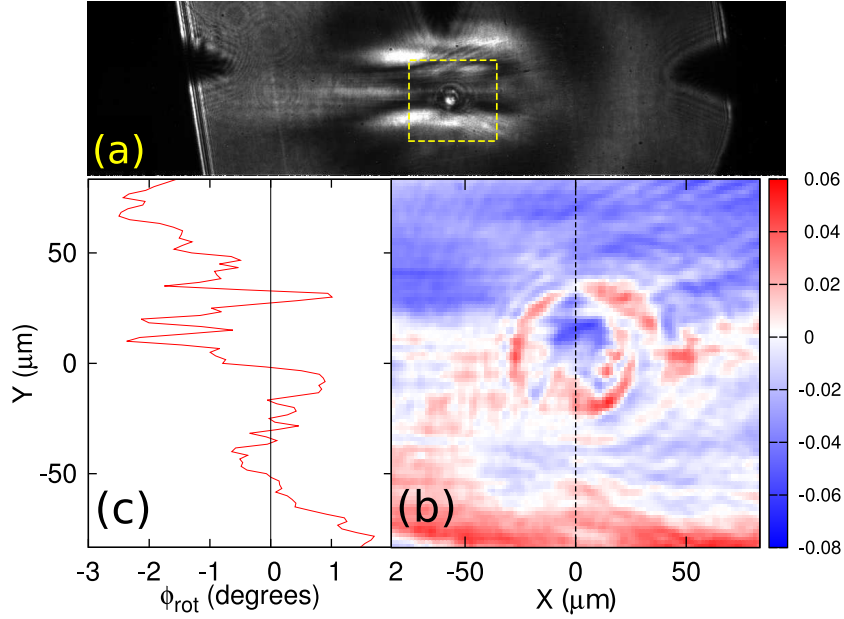 (a)
50
0
-50
Y (μm)
(c)
-3 -2 -1 0 1
ϕrot (degrees)
(b)
2 -50 0 50
X (μm)
0.06
0.04
0.02
0
-0.02
-0.04
-0.06
-0.08